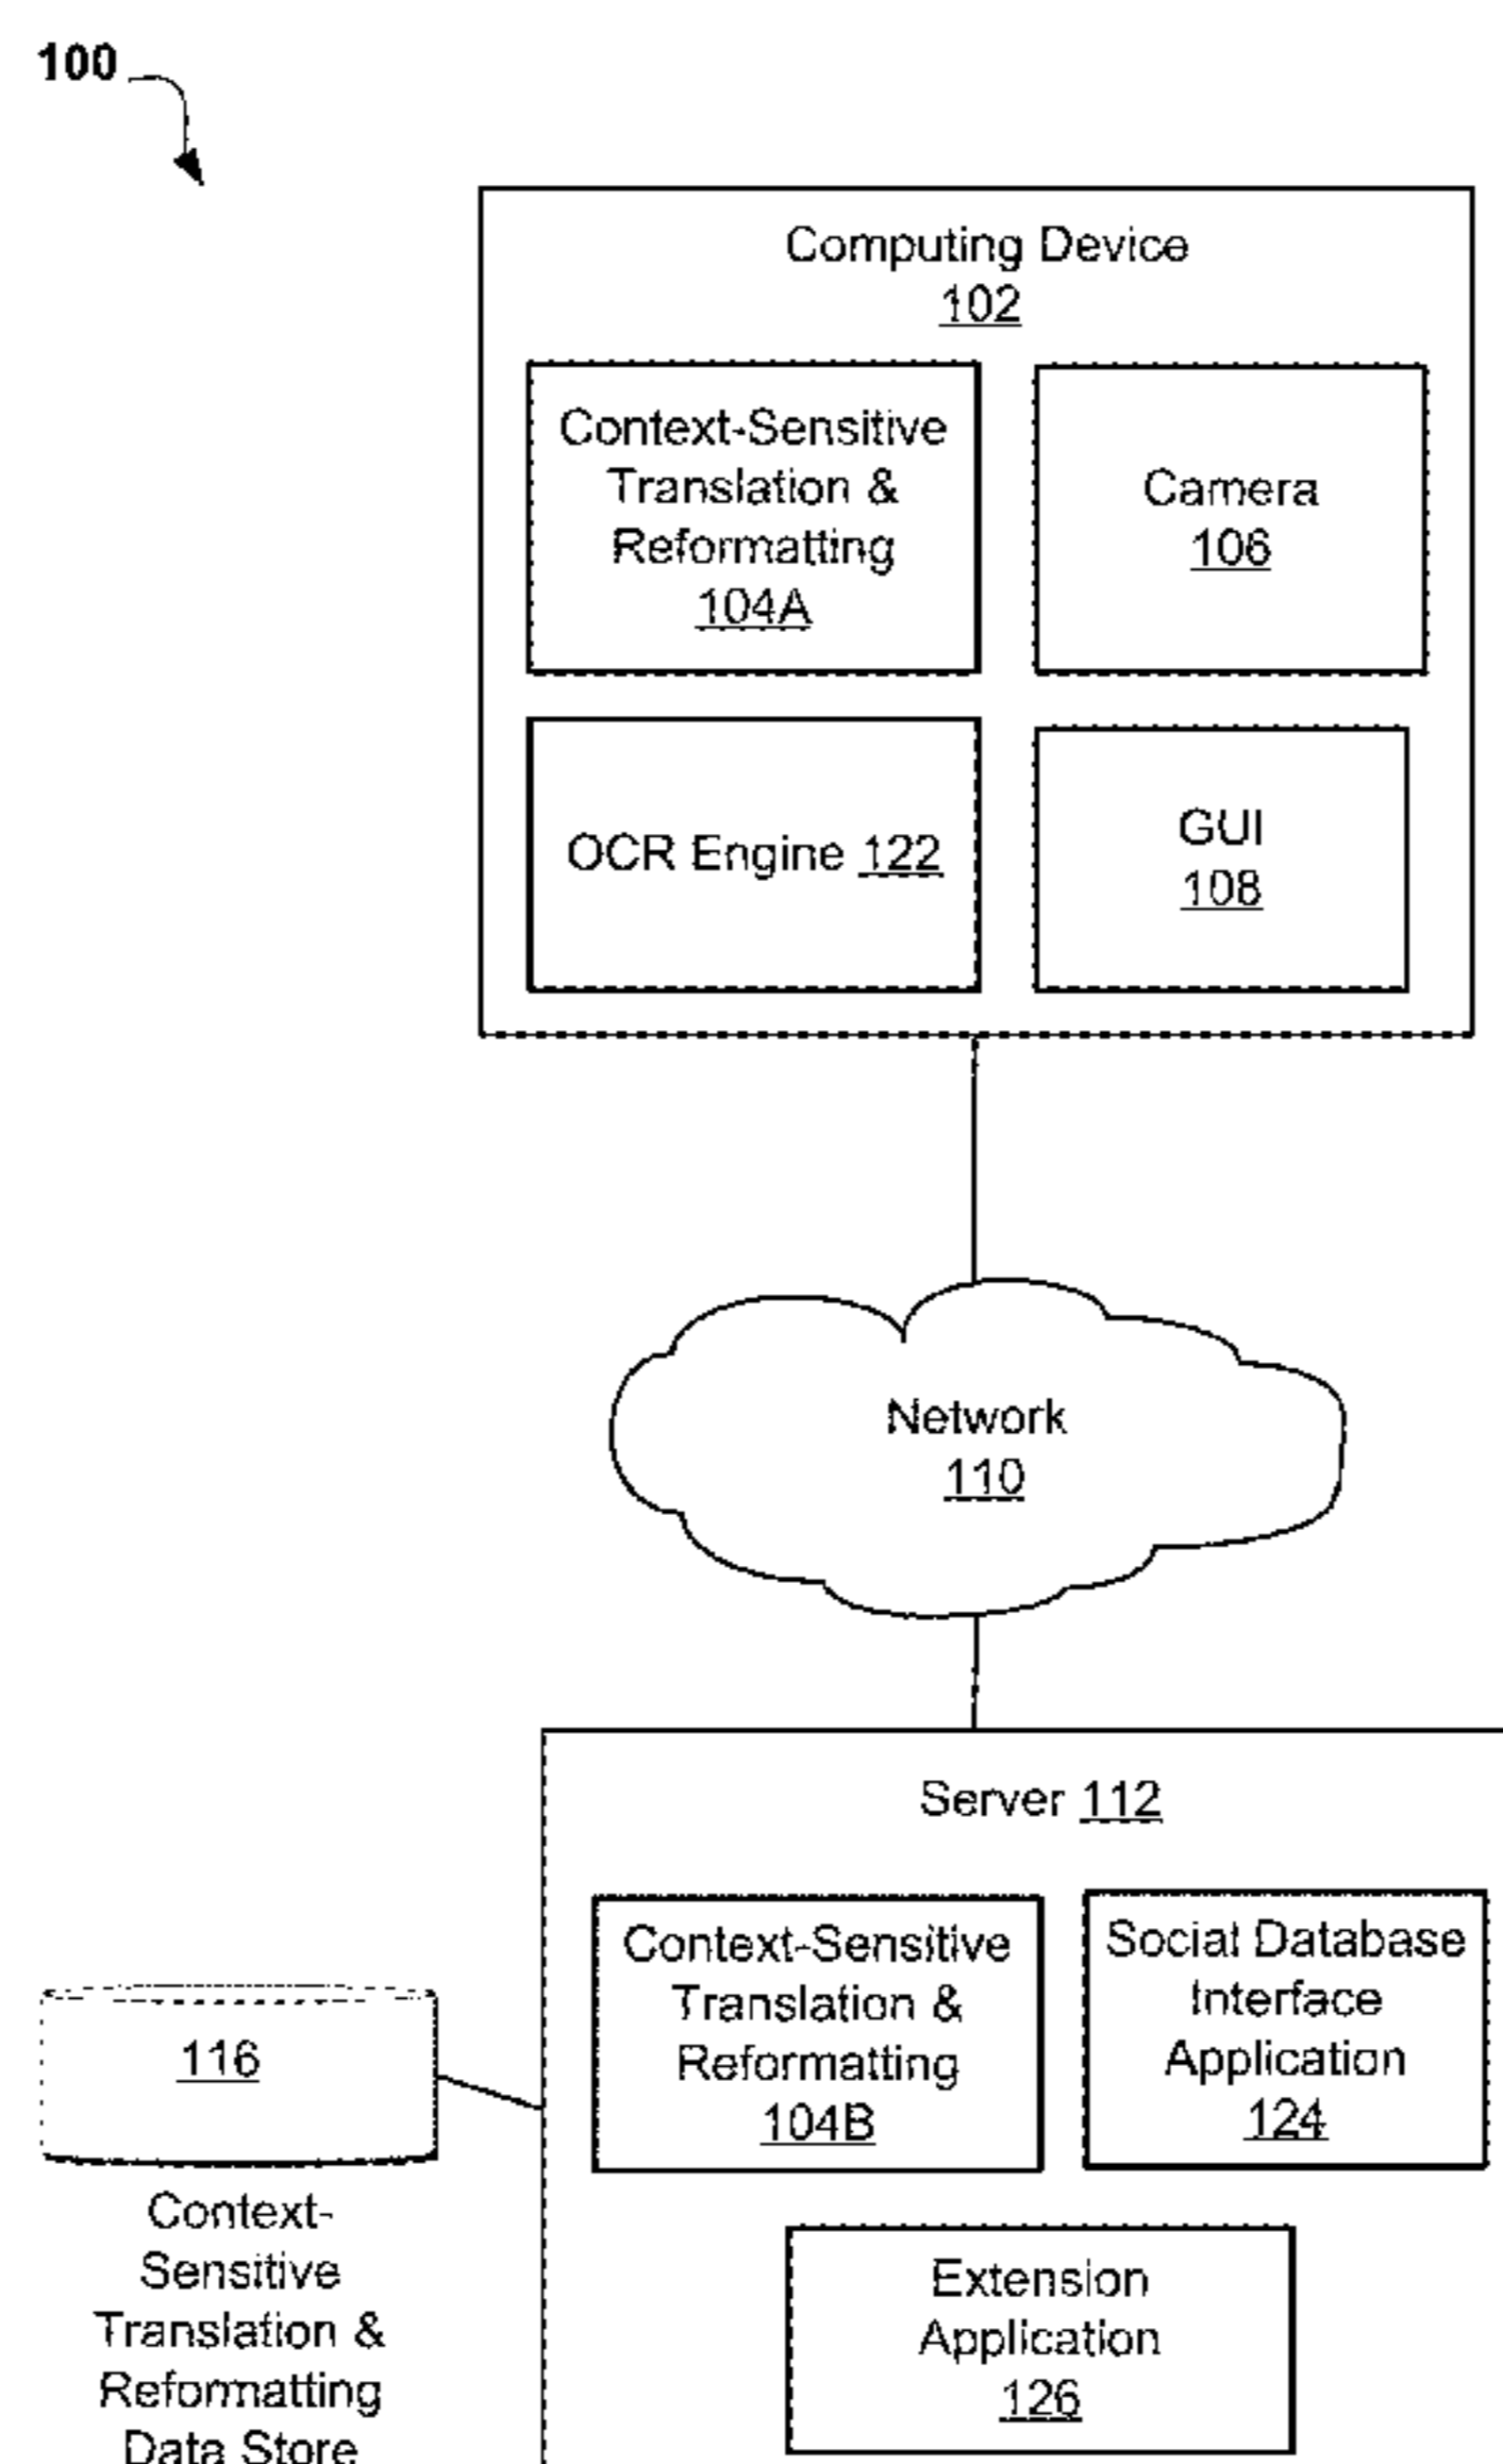 100
Computing Device
102
Context-Sensitive
Translation &
Reformatting
104A
Camera
106
OCR Engine 122
GUI
108
Network
110
Server 112
Context-Sensitive
Translation &
Reformatting
104B
Social Database
Interface
Application
124
116
Context-
Sensitive
Translation &
Reformatting
Data Store
Extension
Application
126